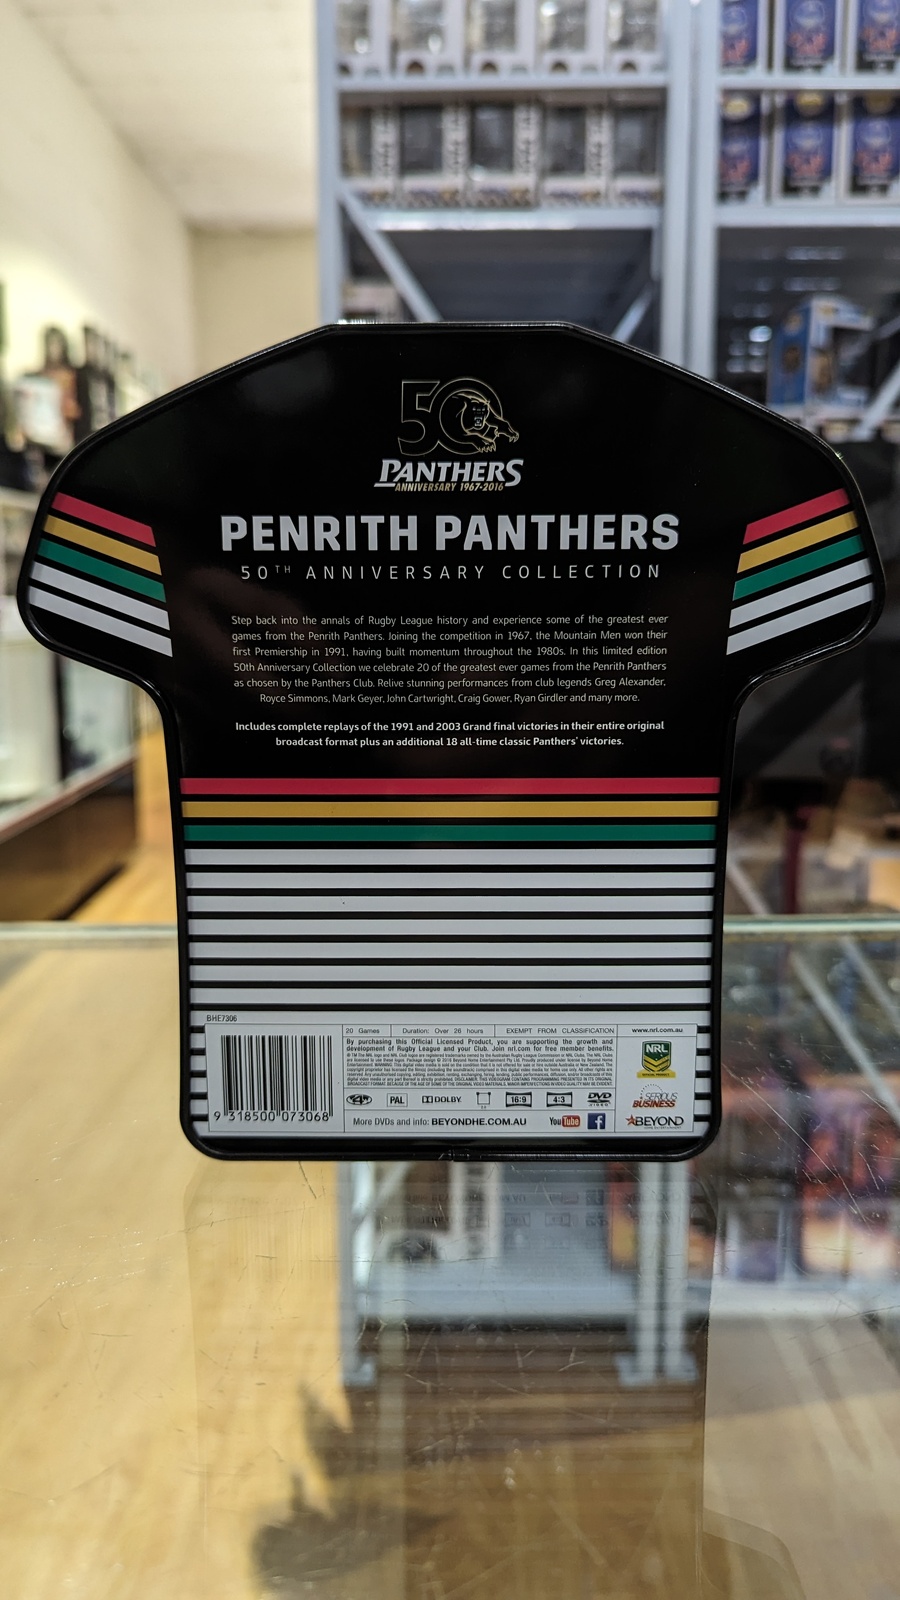 50
PANTHERS
ANNIVERSARY 1967-2016
PENRITH PANTHERS
50TH ANNIVERSARY COLLECTION
Step back into the annals of Rugby League history and experience some of the greatest ever
games from the Penrith Panthers. Joining the competition in 1967, the Mountain Men won their
first Premiership in 1991, having built momentum throughout the 1980s. In this limited edition
50th Anniversary Collection we celebrate 20 of the greatest ever games from the Penrith Panthers
as chosen by the Panthers Club. Relive stunning performances from club legends Greg Alexander,
Royce Simmons, Mark Geyer, John Cartwright, Craig Gower, Ryan Girdler and many more.
Includes complete replays of the 1991 and 2003 Grand final victories in their entire original
broadcast format plus an additional 18 all-time classic Panthers' victories.
BHE7306
20 Games Duration: Over 26 hours EXEMPT FROM CLASSIFICATION www.nrl.com.au
By purchasing this Official Licensed Product, you are supporting the growth and
development of Rugby League and your Club. Join nrl.com for free member benefits.
NRL
4 PAL DOLBY 16:9 4:3 DVD VIDEO
SERIOUS BUSINESS
9 318500 073068
More DVDs and info: BEYONDHE.COM.AU YouTube f BEYOND